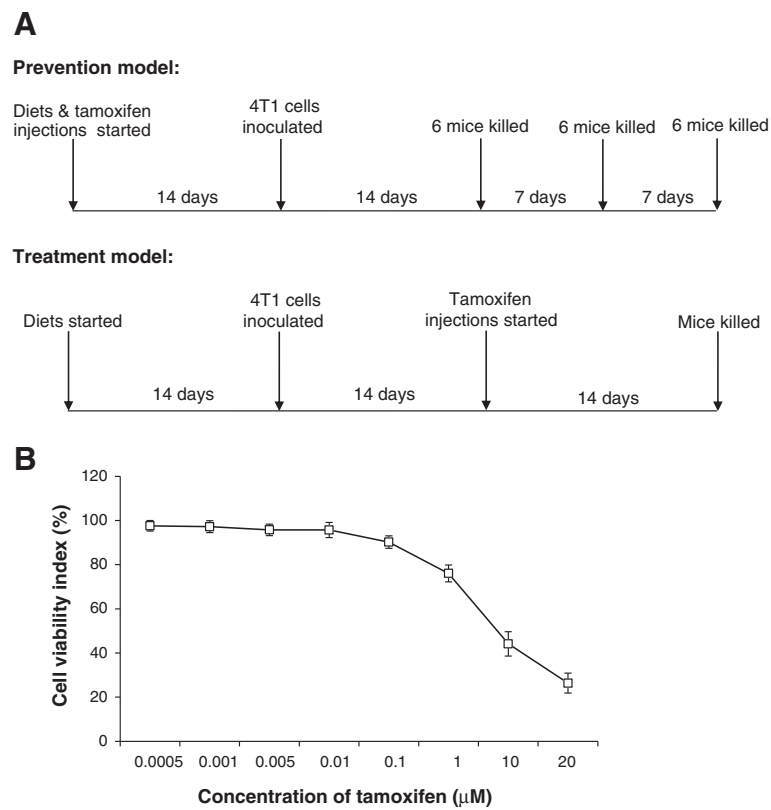 A
Prevention model:
Diets & tamoxifen
injections started
4T1 cells
inoculated
6 mice killed
6 mice killed
6 mice killed
14 days
14 days
7 days
7 days
Treatment model:
Diets started
4T1 cells
inoculated
Tamoxifen
injections started
Mice killed
14 days
14 days
14 days
B
Cell viability index (%)
120
100
80
60
40
20
0
0.0005 0.001 0.005 0.01 0.1 1 10 20
Concentration of tamoxifen (μM)